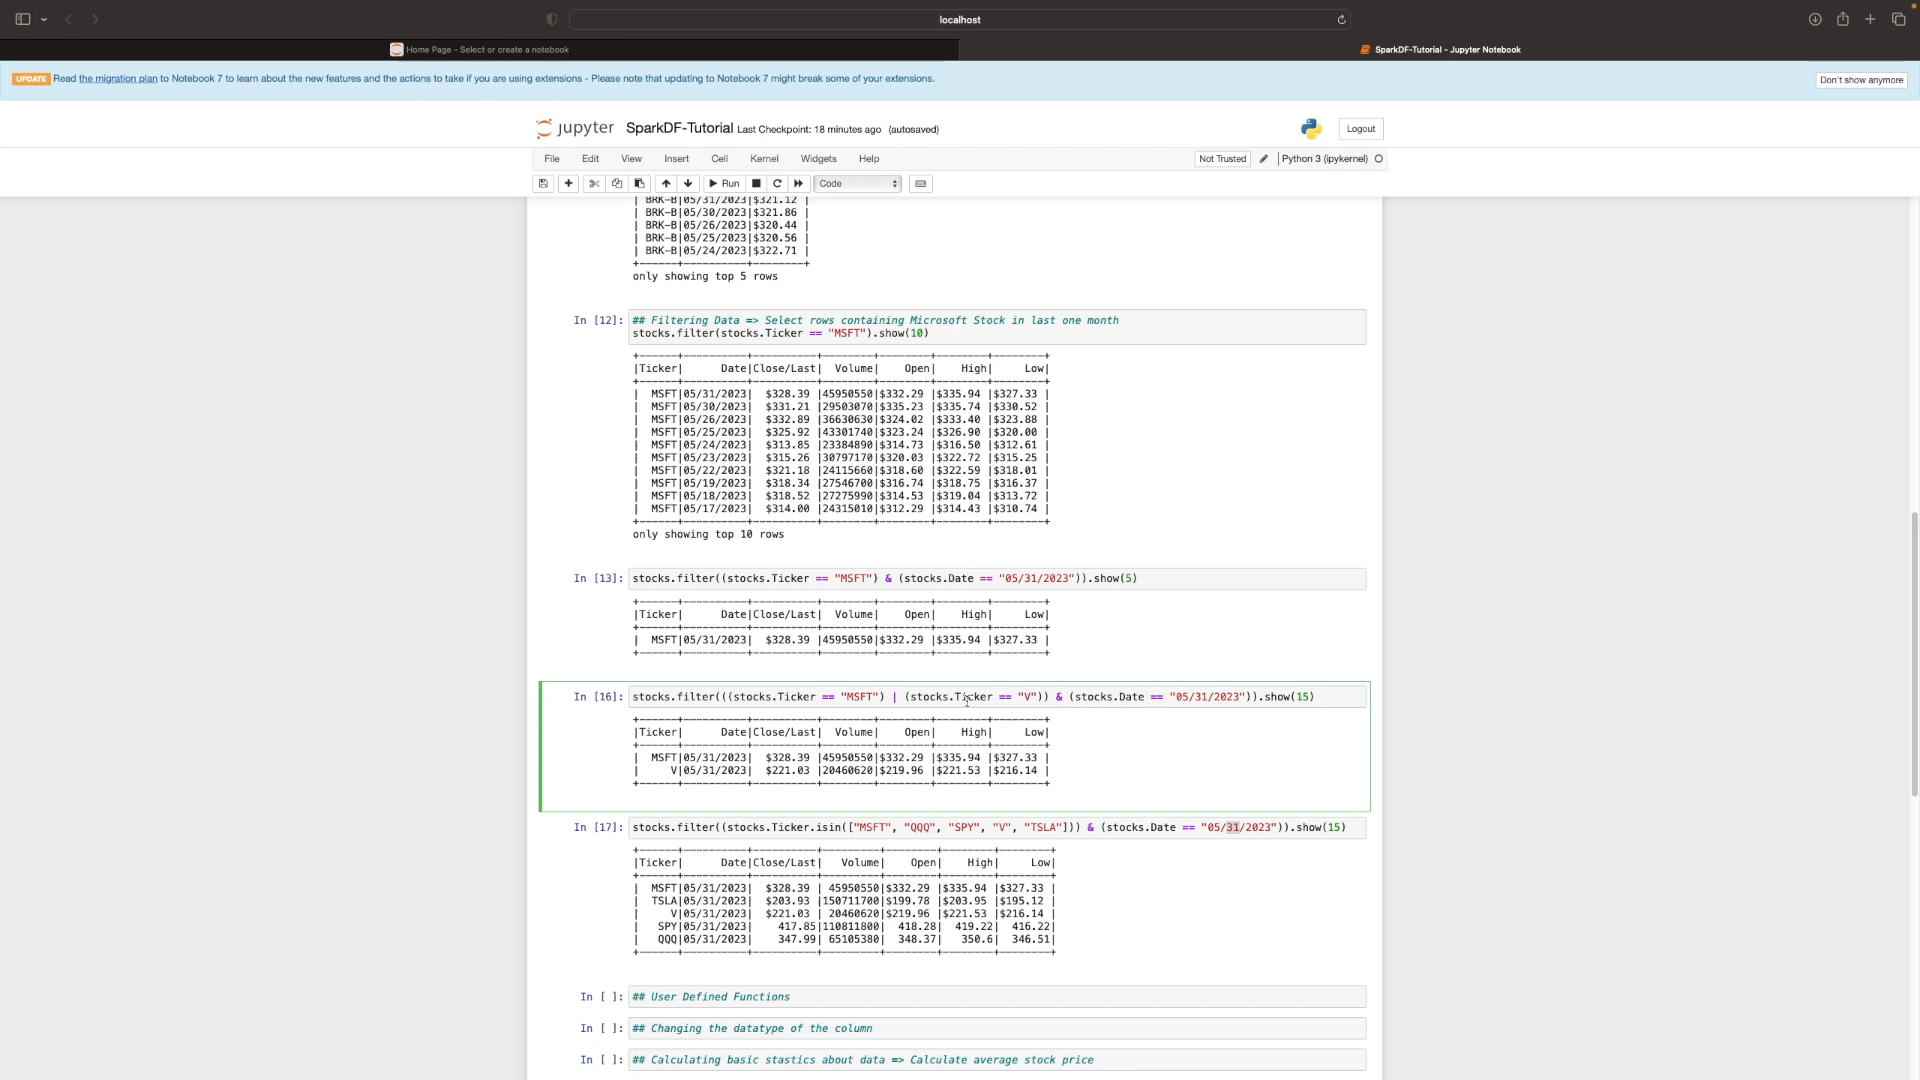 localhost
Home Page - Select or create a notebook
SparkDF-Tutorial - Jupyter Notebook
UPDATE Read the migration plan to Notebook 7 to learn about the new features and the actions to take if you are using extensions - Please note that updating to Notebook 7 might break some of your extensions.
Don't show anymore
jupyter SparkDF-Tutorial Last Checkpoint: 18 minutes ago (autosaved)
Logout
File Edit View Insert Cell Kernel Widgets Help
Not Trusted Python 3 (ipykernel)
Run Code
| BRK-B|05/31/2023|$321.12 |
| BRK-B|05/30/2023|$321.86 |
| BRK-B|05/26/2023|$320.44 |
| BRK-B|05/25/2023|$320.56 |
| BRK-B|05/24/2023|$322.71 |
+------+----------+--------+
only showing top 5 rows
In [12]: ## Filtering Data => Select rows containing Microsoft Stock in last one month
stocks.filter(stocks.Ticker == "MSFT").show(10)
+------+----------+----------+--------+--------+--------+--------+
|Ticker|      Date|Close/Last|  Volume|    Open|    High|     Low|
+------+----------+----------+--------+--------+--------+--------+
|  MSFT|05/31/2023|  $328.39 |45950550|$332.29 |$335.94 |$327.33 |
|  MSFT|05/30/2023|  $331.21 |29503070|$335.23 |$335.74 |$330.52 |
|  MSFT|05/26/2023|  $332.89 |36630630|$324.02 |$333.40 |$323.88 |
|  MSFT|05/25/2023|  $325.92 |43301740|$323.24 |$326.90 |$320.00 |
|  MSFT|05/24/2023|  $313.85 |23384890|$314.73 |$316.50 |$312.61 |
|  MSFT|05/23/2023|  $315.26 |30797170|$320.03 |$322.72 |$315.25 |
|  MSFT|05/22/2023|  $321.18 |24115660|$318.60 |$322.59 |$318.01 |
|  MSFT|05/19/2023|  $318.34 |27546700|$316.74 |$318.75 |$316.37 |
|  MSFT|05/18/2023|  $318.52 |27275990|$314.53 |$319.04 |$313.72 |
|  MSFT|05/17/2023|  $314.00 |24315010|$312.29 |$314.43 |$310.74 |
+------+----------+----------+--------+--------+--------+--------+
only showing top 10 rows
In [13]: stocks.filter((stocks.Ticker == "MSFT") & (stocks.Date == "05/31/2023")).show(5)
+------+----------+----------+--------+--------+--------+--------+
|Ticker|      Date|Close/Last|  Volume|    Open|    High|     Low|
+------+----------+----------+--------+--------+--------+--------+
|  MSFT|05/31/2023|  $328.39 |45950550|$332.29 |$335.94 |$327.33 |
+------+----------+----------+--------+--------+--------+--------+
In [16]: stocks.filter(((stocks.Ticker == "MSFT") | (stocks.Ticker == "V")) & (stocks.Date == "05/31/2023")).show(15)
+------+----------+----------+--------+--------+--------+--------+
|Ticker|      Date|Close/Last|  Volume|    Open|    High|     Low|
+------+----------+----------+--------+--------+--------+--------+
|  MSFT|05/31/2023|  $328.39 |45950550|$332.29 |$335.94 |$327.33 |
|     V|05/31/2023|  $221.03 |20460620|$219.96 |$221.53 |$216.14 |
+------+----------+----------+--------+--------+--------+--------+
In [17]: stocks.filter((stocks.Ticker.isin(["MSFT", "QQQ", "SPY", "V", "TSLA"])) & (stocks.Date == "05/31/2023")).show(15)
+------+----------+----------+---------+--------+--------+--------+
|Ticker|      Date|Close/Last|   Volume|    Open|    High|     Low|
+------+----------+----------+---------+--------+--------+--------+
|  MSFT|05/31/2023|  $328.39 | 45950550|$332.29 |$335.94 |$327.33 |
|  TSLA|05/31/2023|  $203.93 |150711700|$199.78 |$203.95 |$195.12 |
|     V|05/31/2023|  $221.03 | 20460620|$219.96 |$221.53 |$216.14 |
|   SPY|05/31/2023|    417.85|110811800|  418.28|  419.22|  416.22|
|   QQQ|05/31/2023|    347.99| 65105380|  348.37|   350.6|  346.51|
+------+----------+----------+---------+--------+--------+--------+
In [ ]: ## User Defined Functions
In [ ]: ## Changing the datatype of the column
In [ ]: ## Calculating basic stastics about data => Calculate average stock price